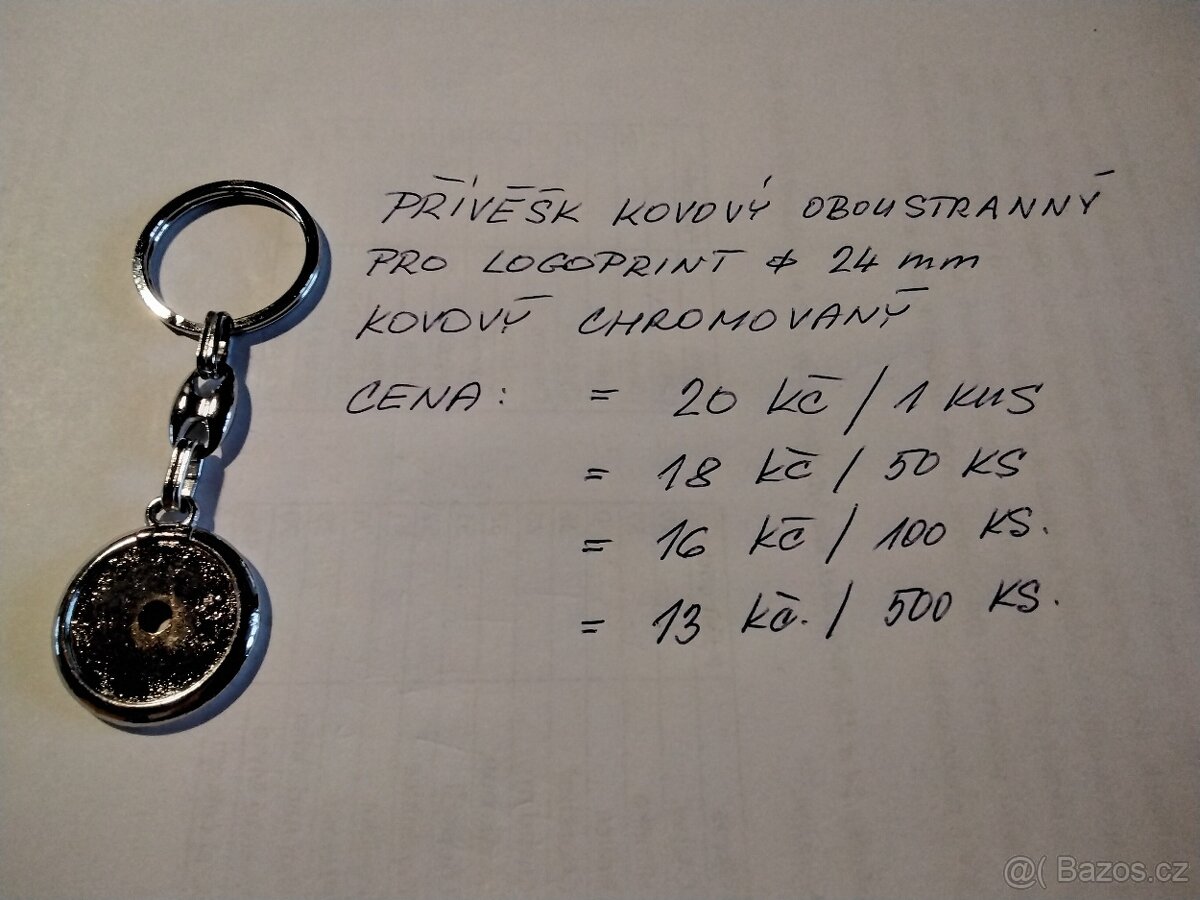 PŘÍVĚŠK KOVOVÝ OBOUSTRANNÝ
PRO LOGOPRINT ⌀ 24 mm
KOVOVÝ CHROMOVANÝ
CENA: = 20 Kč / 1 KUS
= 18 Kč / 50 KS
= 16 Kč / 100 KS.
= 13 Kč. / 500 KS.
@( Bazos.cz